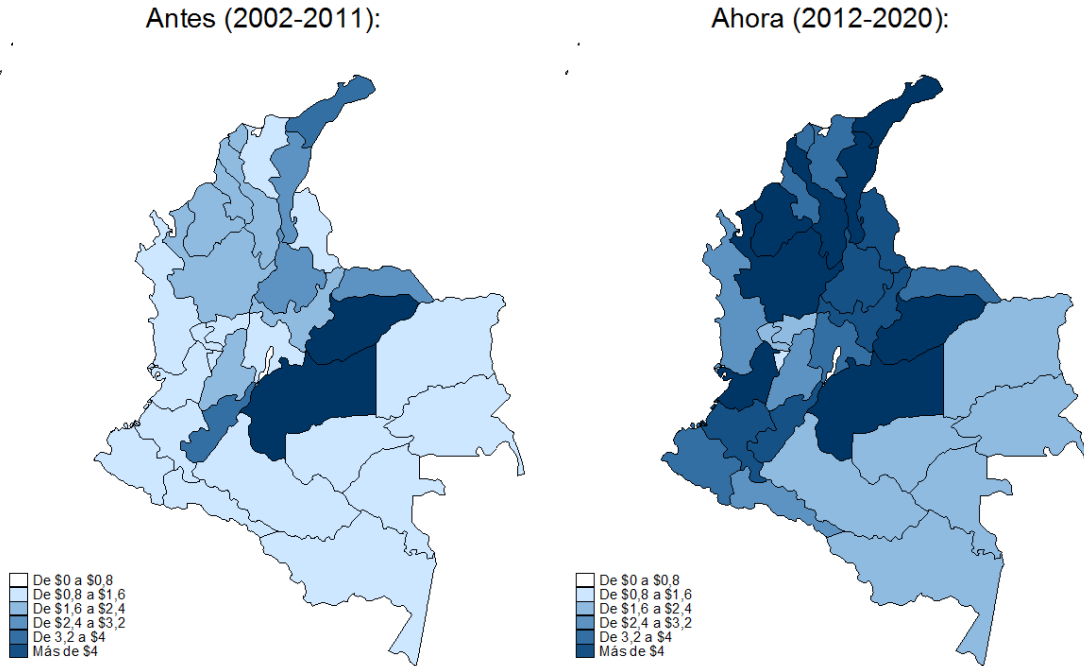 Antes (2002-2011):
Ahora (2012-2020):
De $0 a $0,8
De $0,8 a $1,6
De $1,6 a $2,4
De $2,4 a $3,2
De 3,2 a $4
Más de $4
De $0 a $0,8
De $0,8 a $1,6
De $1,6 a $2,4
De $2,4 a $3,2
De 3,2 a $4
Más de $4